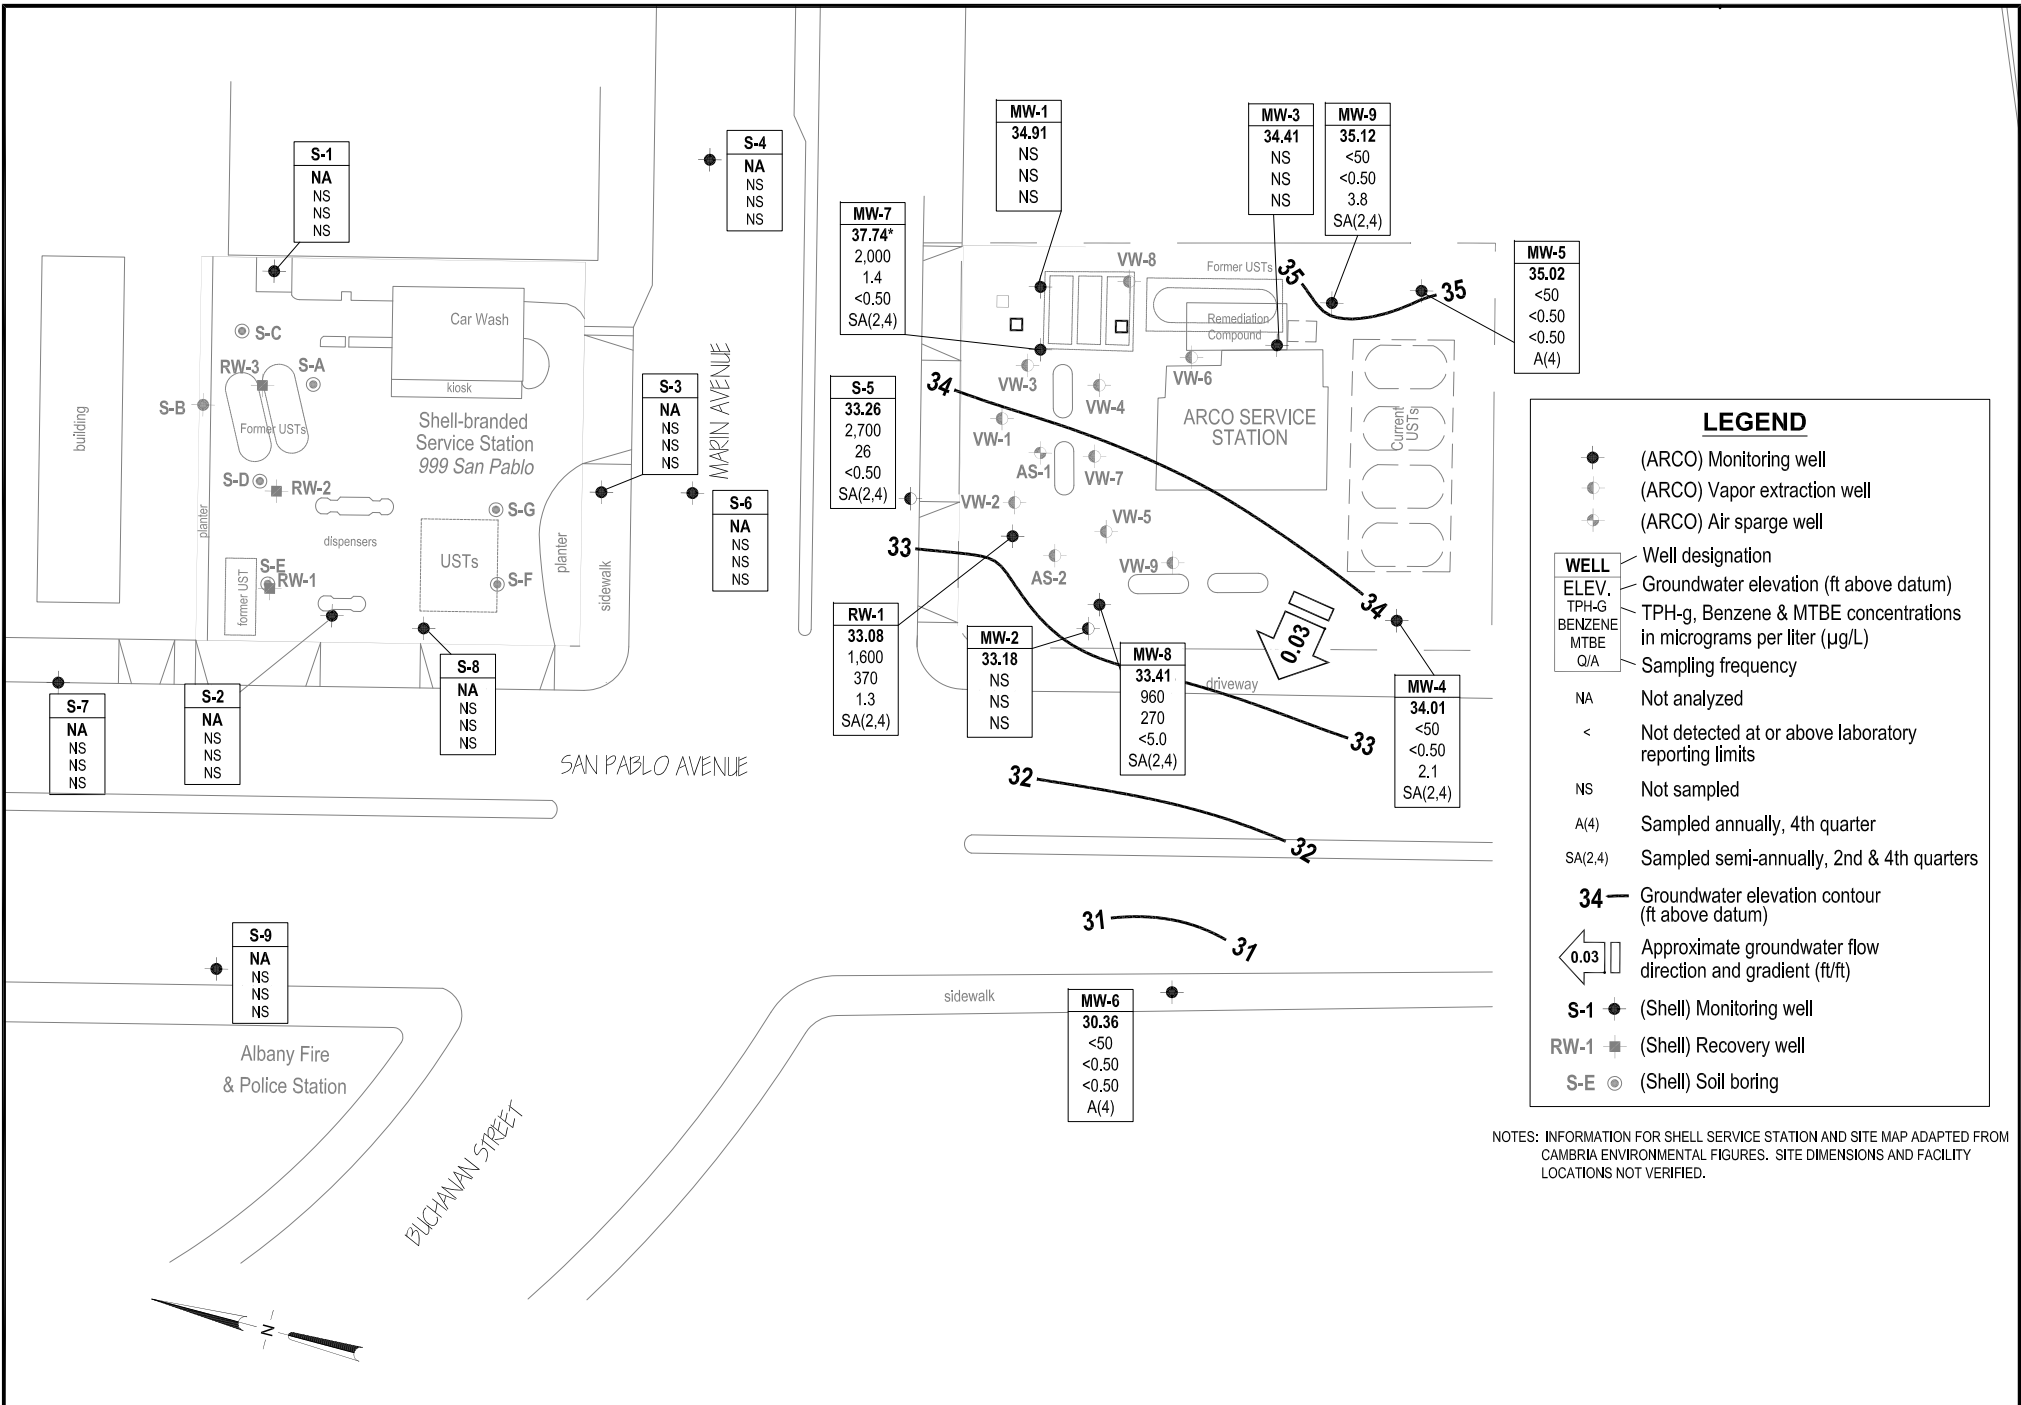 S-1
NA
NS
NS
NS
S-4
NA
NS
NS
NS
MW-1
34.91
NS
NS
NS
MW-3
34.41
NS
NS
NS
MW-9
35.12
<50
<0.50
3.8
SA(2,4)
MW-7
37.74*
2,000
1.4
<0.50
SA(2,4)
MW-5
35.02
<50
<0.50
<0.50
A(4)
S-5
33.26
2,700
26
<0.50
SA(2,4)
S-3
NA
NS
NS
NS
S-6
NA
NS
NS
NS
RW-1
33.08
1,600
370
1.3
SA(2,4)
MW-2
33.18
NS
NS
NS
MW-8
33.41
960
270
<5.0
SA(2,4)
MW-4
34.01
<50
<0.50
2.1
SA(2,4)
S-7
NA
NS
NS
NS
S-2
NA
NS
NS
NS
S-8
NA
NS
NS
NS
S-9
NA
NS
NS
NS
MW-6
30.36
<50
<0.50
<0.50
A(4)
building
planter
S-C
S-A
RW-3
S-B
Former USTs
Car Wash
kiosk
Shell-branded
Service Station
999 San Pablo
S-D
RW-2
S-G
dispensers
USTs
S-E
RW-1
S-F
former UST
planter
sidewalk
MARIN AVENUE
SAN PABLO AVENUE
VW-8
Former USTs
Remediation
Compound
35
35
VW-3
VW-4
VW-6
34
VW-1
AS-1
VW-7
ARCO SERVICE
STATION
Current
USTs
VW-2
VW-5
33
AS-2
VW-9
34
0.03
driveway
33
32
32
31
31
sidewalk
Albany Fire
& Police Station
BUCHANAN STREET
N
LEGEND
(ARCO) Monitoring well
(ARCO) Vapor extraction well
(ARCO) Air sparge well
WELL
ELEV.
TPH-G
BENZENE
MTBE
Q/A
Well designation
Groundwater elevation (ft above datum)
TPH-g, Benzene & MTBE concentrations
in micrograms per liter (µg/L)
Sampling frequency
NA Not analyzed
< Not detected at or above laboratory
reporting limits
NS Not sampled
A(4) Sampled annually, 4th quarter
SA(2,4) Sampled semi-annually, 2nd & 4th quarters
34 Groundwater elevation contour
(ft above datum)
0.03 Approximate groundwater flow
direction and gradient (ft/ft)
S-1 (Shell) Monitoring well
RW-1 (Shell) Recovery well
S-E (Shell) Soil boring
NOTES: INFORMATION FOR SHELL SERVICE STATION AND SITE MAP ADAPTED FROM
CAMBRIA ENVIRONMENTAL FIGURES. SITE DIMENSIONS AND FACILITY
LOCATIONS NOT VERIFIED.